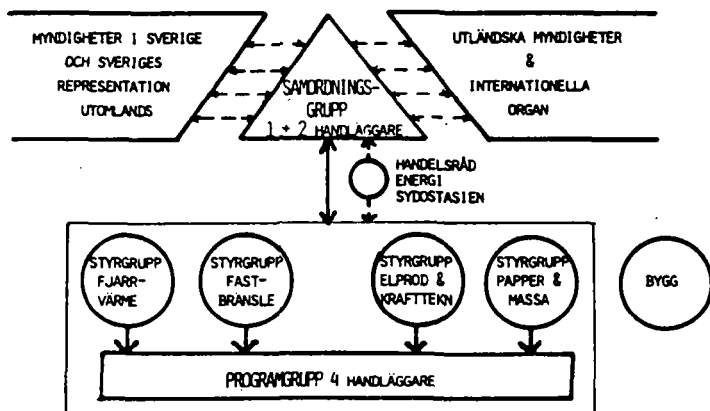 MYNDIGHETER I SVERIGE
OCH SVERIGES
REPRESENTATION
UTOMLANDS
SAMORDNINGS-
GRUPP
1 + 2 HANDLÄGGARE
UTLÄNDSKA MYNDIGHETER
&
INTERNATIONELLA
ORGAN
HANDELSRÅD
ENERGI
SYDOSTASIEN
STYRGRUPP
FJARR-
VÄRME
STYRGRUPP
FAST-
BRÄNSLE
STYRGRUPP
ELPROD &
KRAFTTEKN
STYRGRUPP
PAPPER &
MASSA
BYGG
PROGRAMGRUPP 4 HANDLÄGGARE